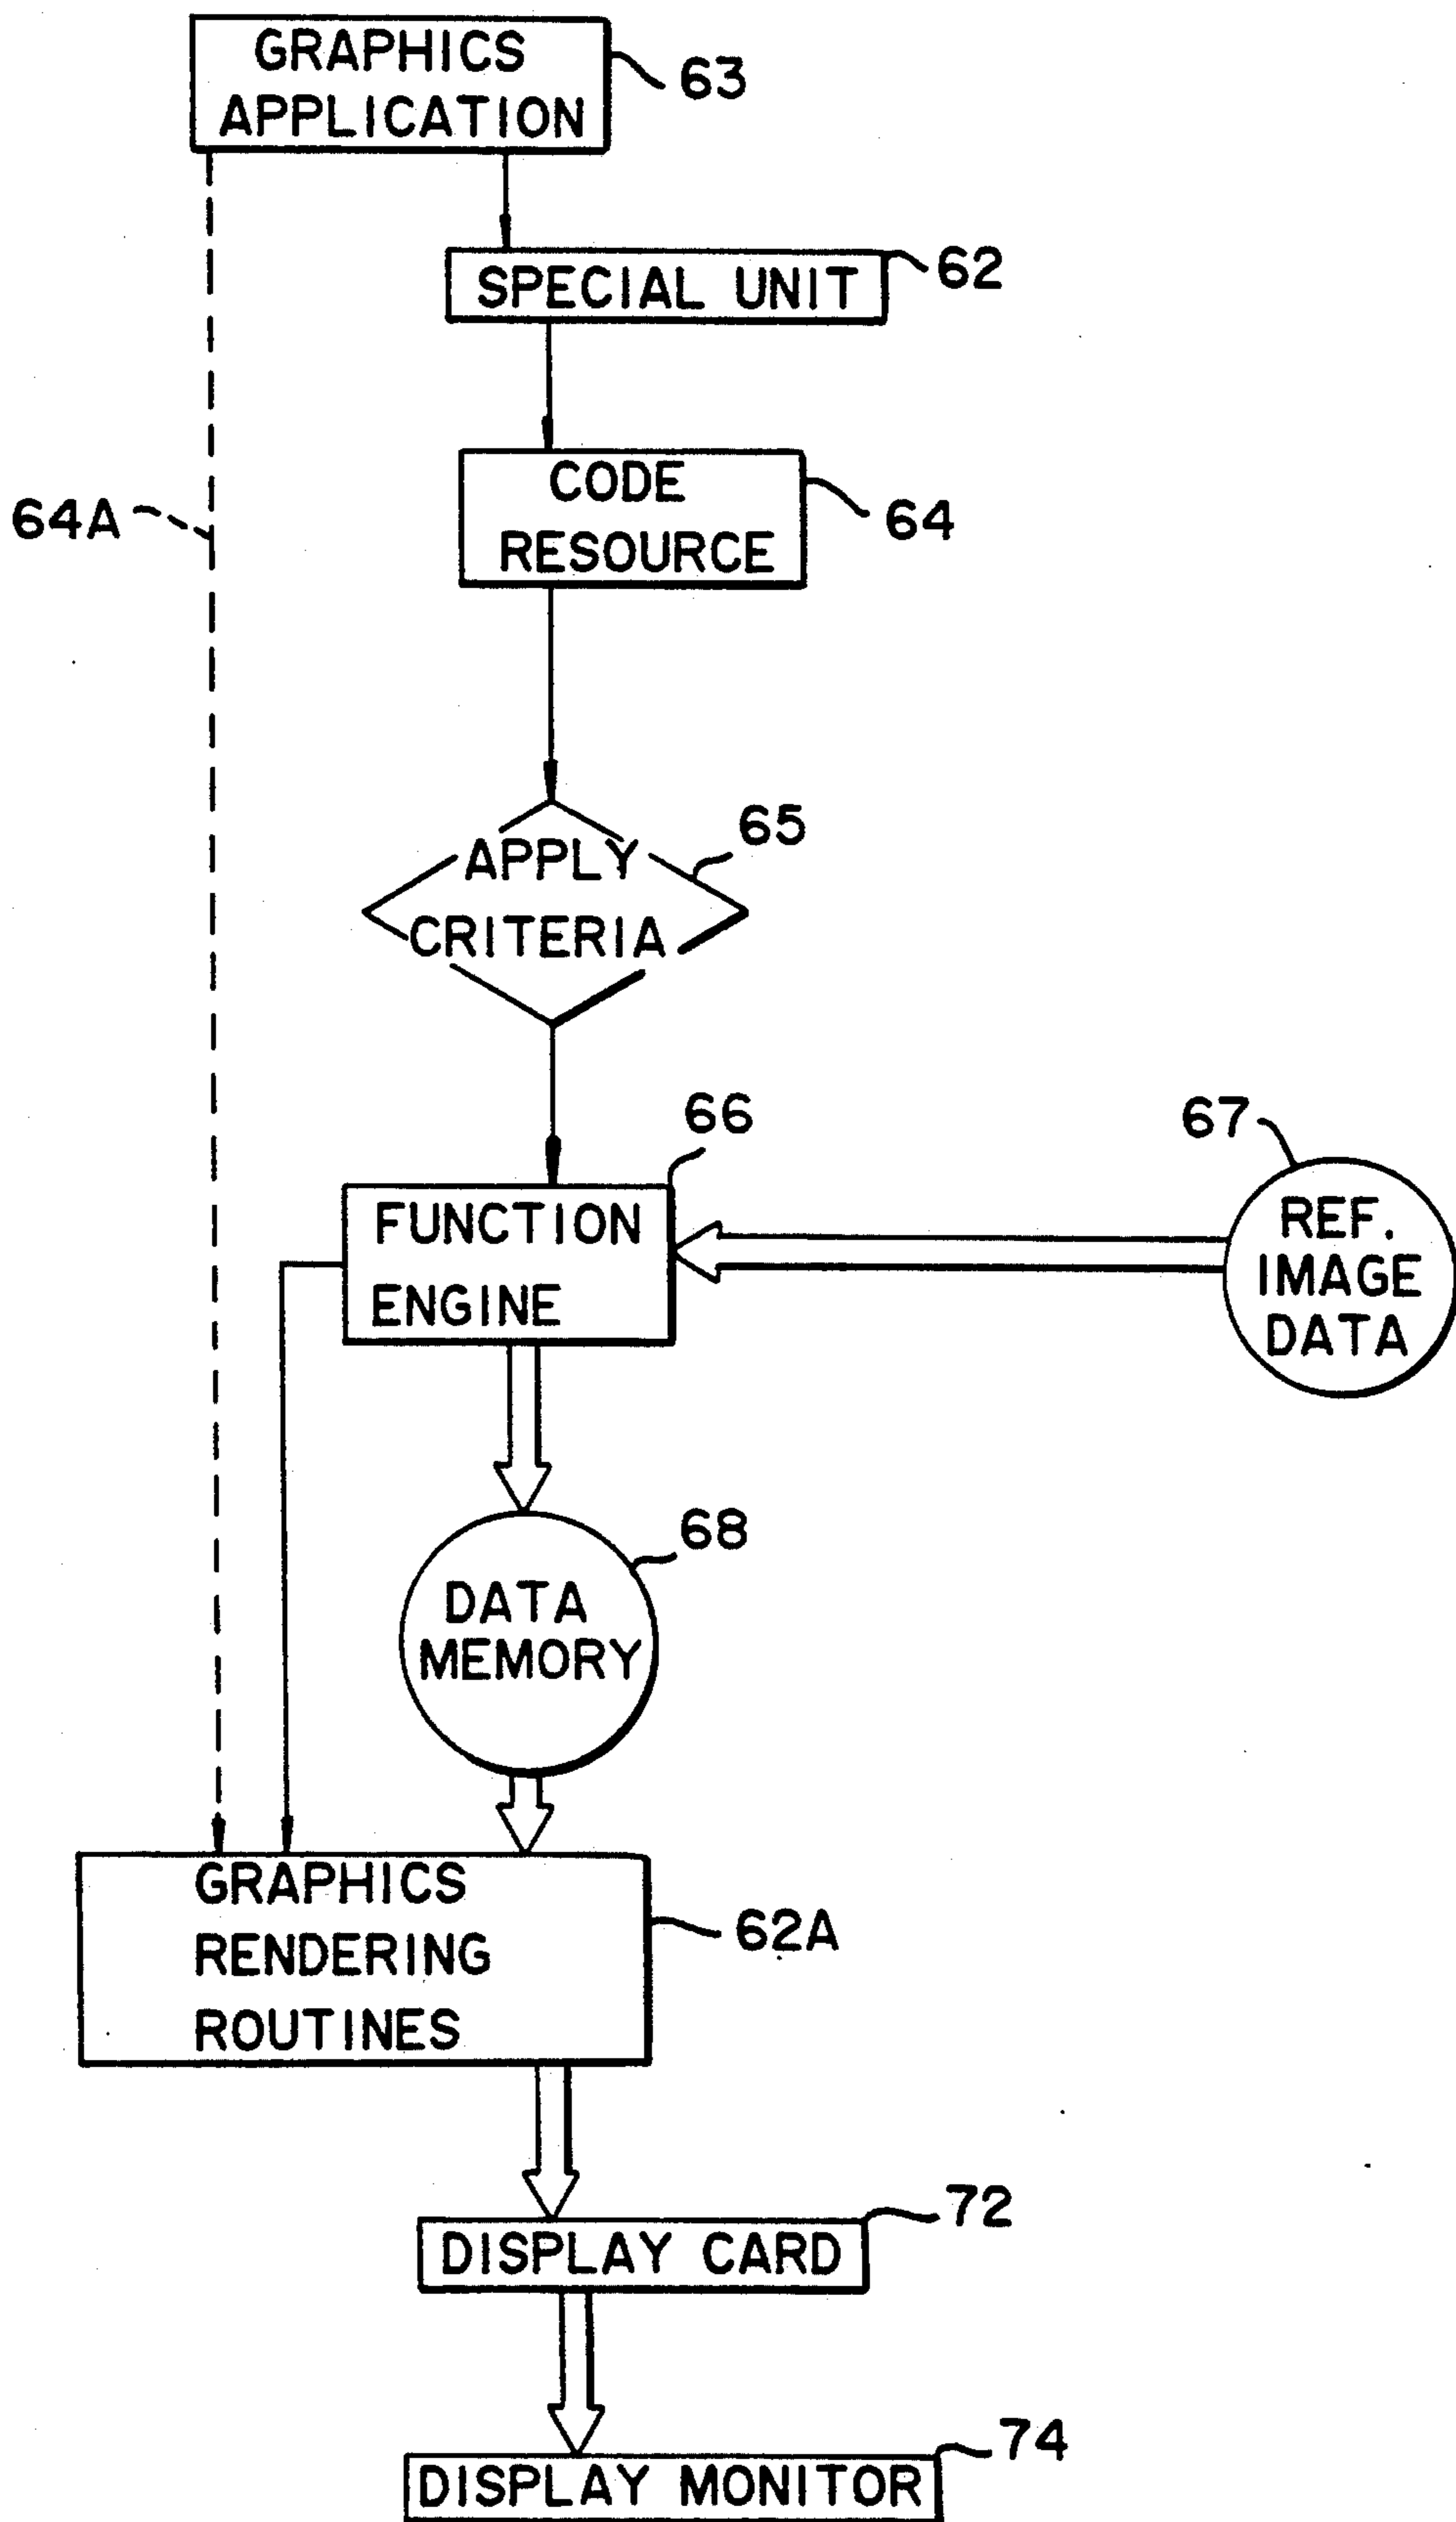 GRAPHICS
APPLICATION
63
SPECIAL UNIT
62
CODE
RESOURCE
64
64A
APPLY
CRITERIA
65
FUNCTION
ENGINE
66
REF.
IMAGE
DATA
67
DATA
MEMORY
68
GRAPHICS
RENDERING
ROUTINES
62A
DISPLAY CARD
72
DISPLAY MONITOR
74